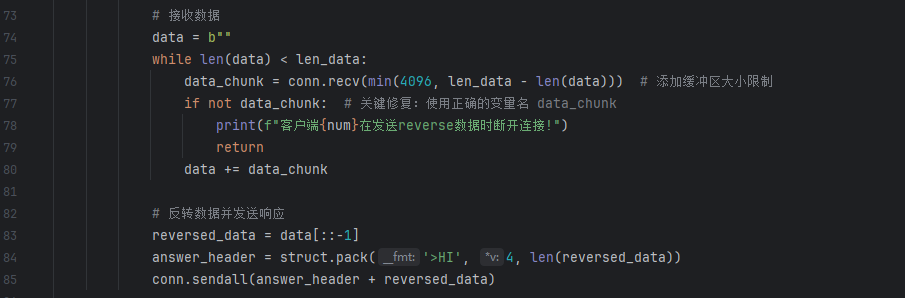 73 # 接收数据
74 data = b""
75 while len(data) < len_data:
76 data_chunk = conn.recv(min(4096, len_data - len(data))) # 添加缓冲区大小限制
77 if not data_chunk: # 关键修复: 使用正确的变量名 data_chunk
78 print(f"客户端{num}在发送reverse数据时断开连接!")
79 return
80 data += data_chunk
81
82 # 反转数据并发送响应
83 reversed_data = data[::-1]
84 answer_header = struct.pack( __fmt: '>HI', *v: 4, len(reversed_data))
85 conn.sendall(answer_header + reversed_data)